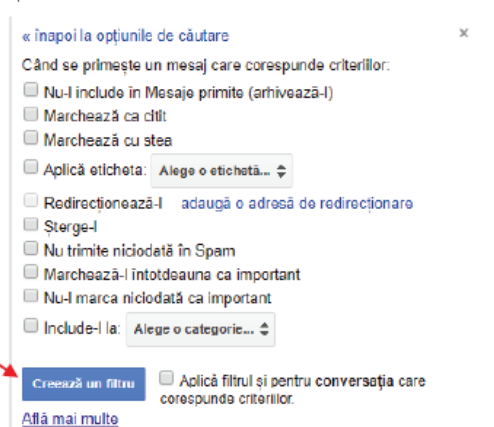 « înapoi la opțiunile de căutare ×
Când se primește un mesaj care corespunde criteriilor:
Nu-l include în Mesaje primite (arhivează-l)
Marchează ca citit
Marchează cu stea
Aplică eticheta: Alege o etichetă...
Redirecționează-l adaugă o adresă de redirecționare
Șterge-l
Nu trimite niciodată în Spam
Marchează-l întotdeauna ca important
Nu-l marca niciodată ca important
Include-l la: Alege o categorie...
Creează un filtru Aplică filtrul și pentru conversația care
corespunde criteriilor.
Află mai multe